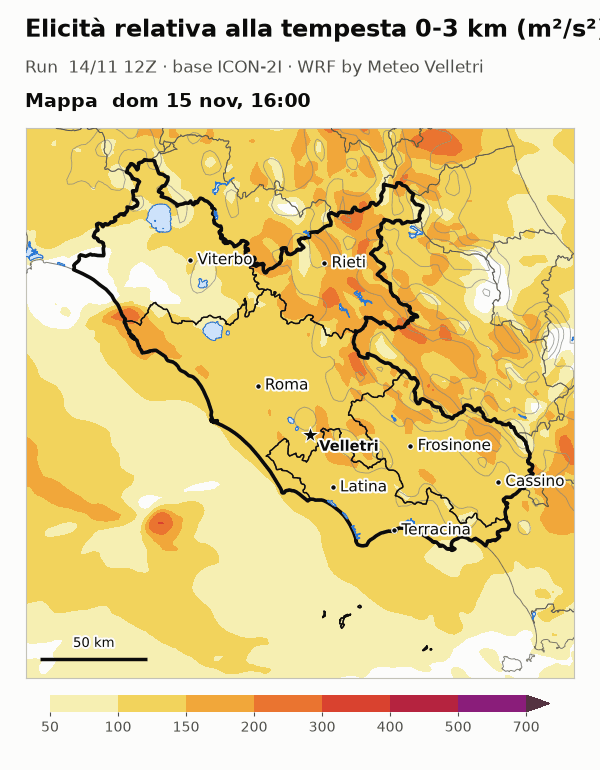 Elicità relativa alla tempesta 0-3 km (m²/s²)
Run 14/11 12Z · base ICON-2I · WRF by Meteo Velletri
Mappa dom 15 nov, 16:00
Viterbo
Rieti
Roma
Velletri
Frosinone
Cassino
Latina
Terracina
50 km
50 100 150 200 300 400 500 700